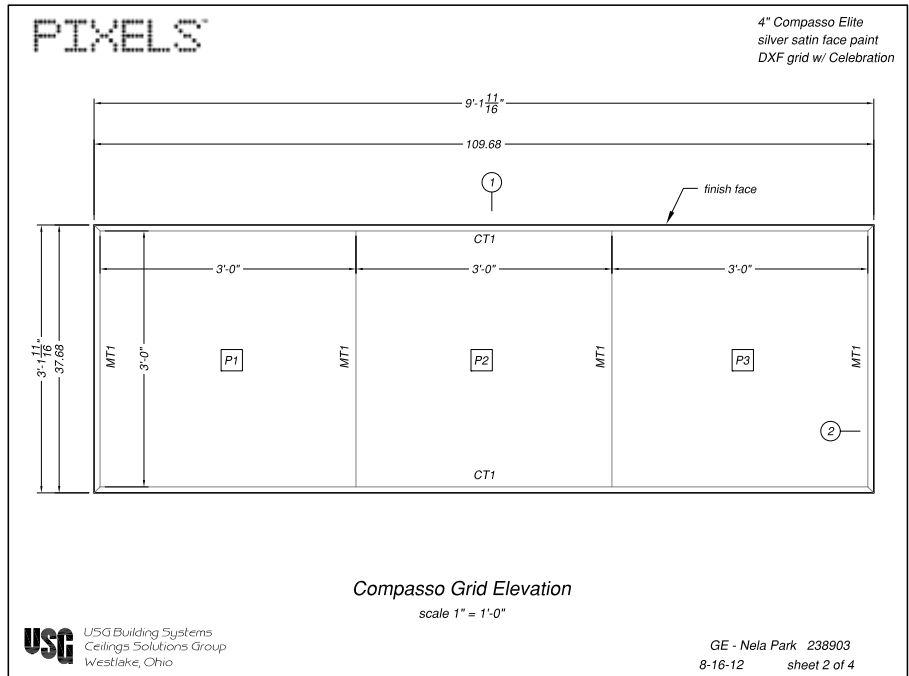 PIXELS™
4" Compasso Elite
silver satin face paint
DXF grid w/ Celebration
9'-1 11/16"
109.68
1
finish face
CT1
3'-0" 3'-0" 3'-0"
3'-1 11/16"
37.68
MT1
3'-0"
P1
MT1
P2
MT1
P3
MT1
2
CT1
Compasso Grid Elevation
scale 1" = 1'-0"
USG
USG Building Systems
Ceilings Solutions Group
Westlake, Ohio
GE - Nela Park 238903
8-16-12 sheet 2 of 4